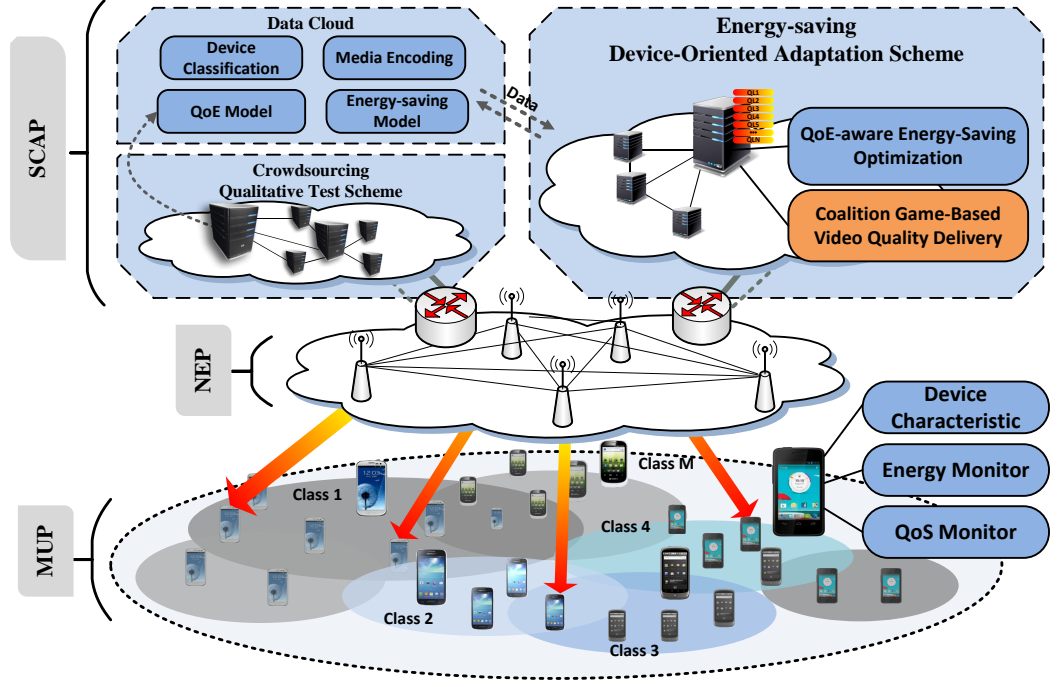 SCAP
Data Cloud
Device
Classification
Media Encoding
QoE Model
Energy-saving
Model
Crowdsourcing
Qualitative Test Scheme
Data
Energy-saving
Device-Oriented Adaptation Scheme
QL1
QL2
QL3
QL4
QL5
•••
QLN
QoE-aware Energy-Saving
Optimization
Coalition Game-Based
Video Quality Delivery
NEP
MUP
Class 1
Class M
Class 4
Class 2
Class 3
Device
Characteristic
Energy Monitor
QoS Monitor